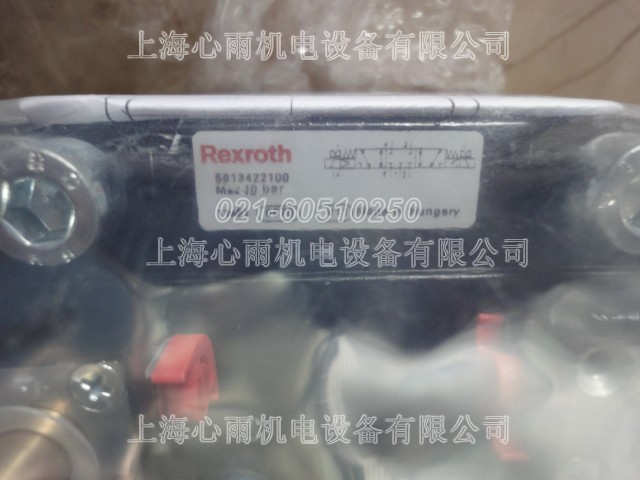 上海心雨机电设备有限公司
Rexroth
5813422100
Max 10 bar
021-60510250
Hungary
上海心雨机电设备有限公司
上海心雨机电设备有限公司